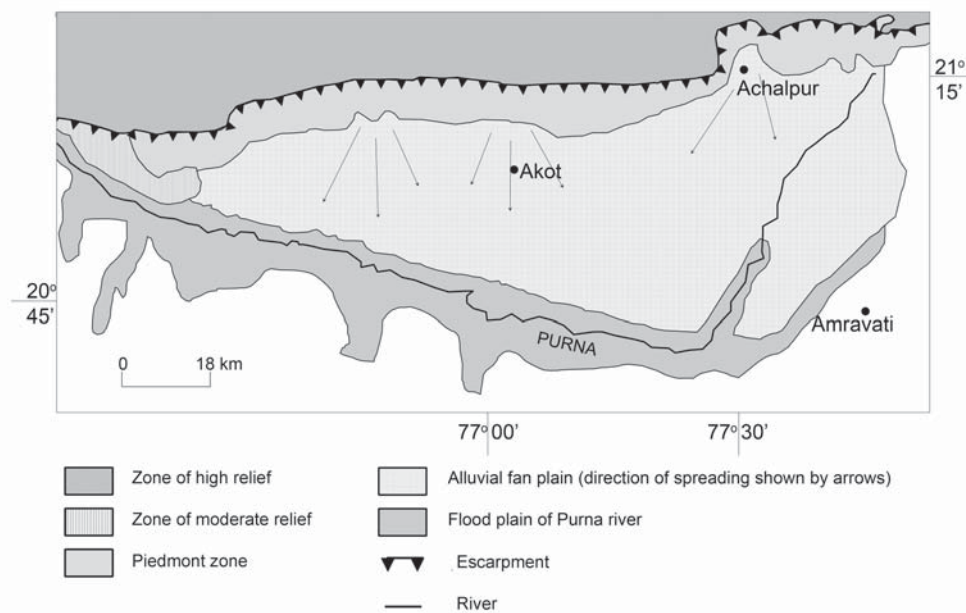 21°
15'
Achalpur
Akot
20°
45'
Amravati
PURNA
0 18 km
77°00' 77°30'
Zone of high relief
Zone of moderate relief
Piedmont zone
Alluvial fan plain (direction of spreading shown by arrows)
Flood plain of Purna river
Escarpment
River